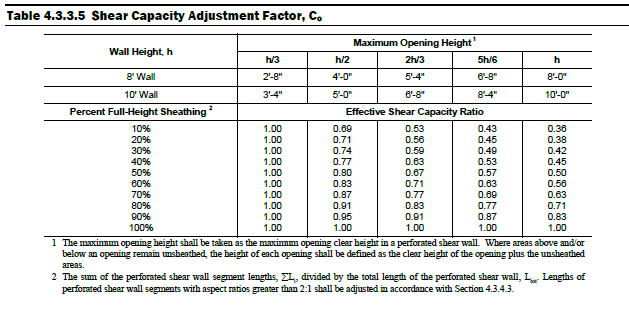 Table 4.3.3.5 Shear Capacity Adjustment Factor, Co
Wall Height, h
Maximum Opening Height 1
h/3 h/2 2h/3 5h/6 h
8' Wall 2'-8" 4'-0" 5'-4" 6'-8" 8'-0"
10' Wall 3'-4" 5'-0" 6'-8" 8'-4" 10'-0"
Percent Full-Height Sheathing 2 Effective Shear Capacity Ratio
10% 1.00 0.69 0.53 0.43 0.36
20% 1.00 0.71 0.56 0.45 0.38
30% 1.00 0.74 0.59 0.49 0.42
40% 1.00 0.77 0.63 0.53 0.45
50% 1.00 0.80 0.67 0.57 0.50
60% 1.00 0.83 0.71 0.63 0.56
70% 1.00 0.87 0.77 0.69 0.63
80% 1.00 0.91 0.83 0.77 0.71
90% 1.00 0.95 0.91 0.87 0.83
100% 1.00 1.00 1.00 1.00 1.00
1 The maximum opening height shall be taken as the maximum opening clear height in a perforated shear wall. Where areas above and/or
below an opening remain unsheathed, the height of each opening shall be defined as the clear height of the opening plus the unsheathed
areas.
2 The sum of the perforated shear wall segment lengths, ΣLi, divided by the total length of the perforated shear wall, Ltot. Lengths of
perforated shear wall segments with aspect ratios greater than 2:1 shall be adjusted in accordance with Section 4.3.4.3.